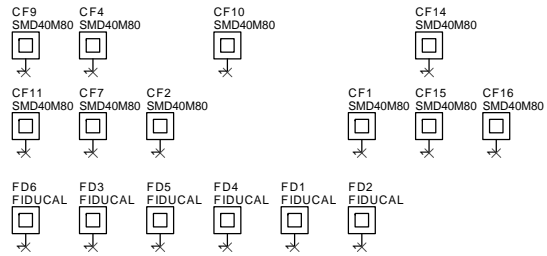 CF9 CF4 CF10 CF14
SMD40M80 SMD40M80 SMD40M80 SMD40M80
CF11 CF7 CF2 CF1 CF15 CF16
SMD40M80 SMD40M80 SMD40M80 SMD40M80 SMD40M80 SMD40M80
FD6 FD3 FD5 FD4 FD1 FD2
FIDUCAL FIDUCAL FIDUCAL FIDUCAL FIDUCAL FIDUCAL